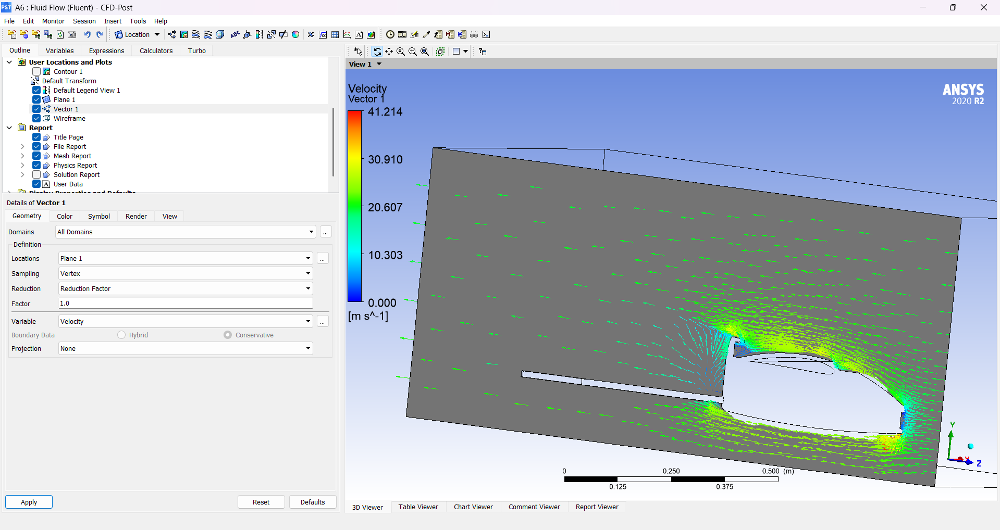 A6 : Fluid Flow (Fluent) - CFD-Post
File Edit Monitor Session Insert Tools Help
Location
Outline Variables Expressions Calculators Turbo
User Locations and Plots
Contour 1
Default Transform
Default Legend View 1
Plane 1
Vector 1
Wireframe
Report
Title Page
File Report
Mesh Report
Physics Report
Solution Report
User Data
Display Properties and Defaults
Details of Vector 1
Geometry Color Symbol Render View
Domains All Domains ...
Definition
Locations Plane 1 ...
Sampling Vertex
Reduction Reduction Factor
Factor 1.0
Variable Velocity ...
Boundary Data Hybrid Conservative
Projection None
Apply Reset Defaults
View 1
Velocity
Vector 1
41.214
30.910
20.607
10.303
0.000
[m s^-1]
ANSYS
2020 R2
Y
X
Z
0 0.250 0.500 (m)
0.125 0.375
3D Viewer Table Viewer Chart Viewer Comment Viewer Report Viewer